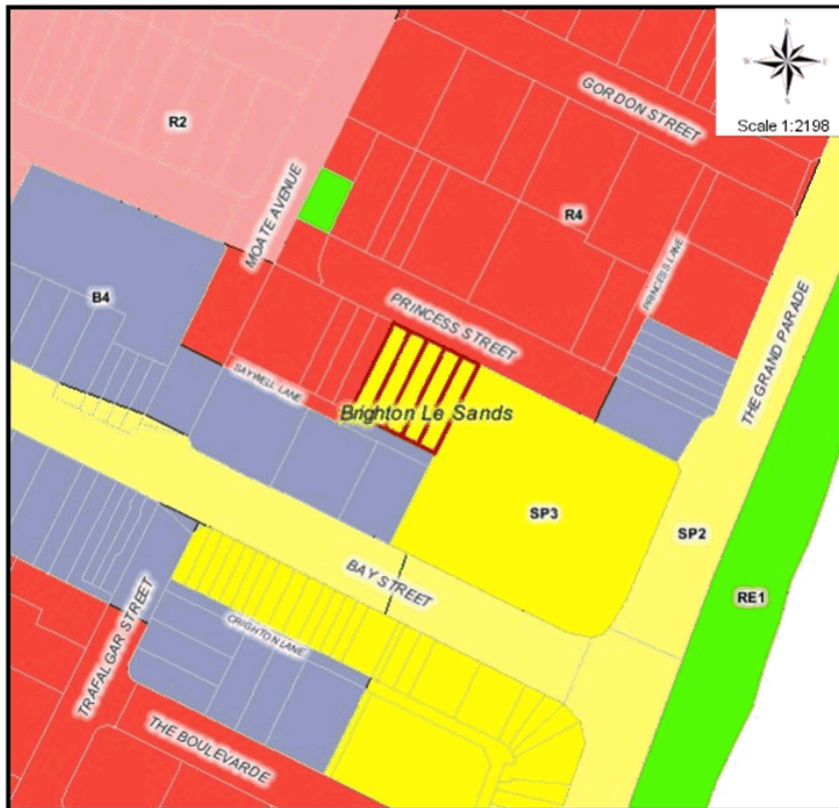 N
W E
S
Scale 1:2198
GORDON STREET
R2
MOATE AVENUE
R4
PRINCESS LANE
B4
PRINCESS STREET
THE GRAND PARADE
SAYWELL LANE
Brighton Le Sands
SP3
SP2
BAY STREET
RE1
CRIGHTON LANE
TRAFALGAR STREET
THE BOULEVARDE